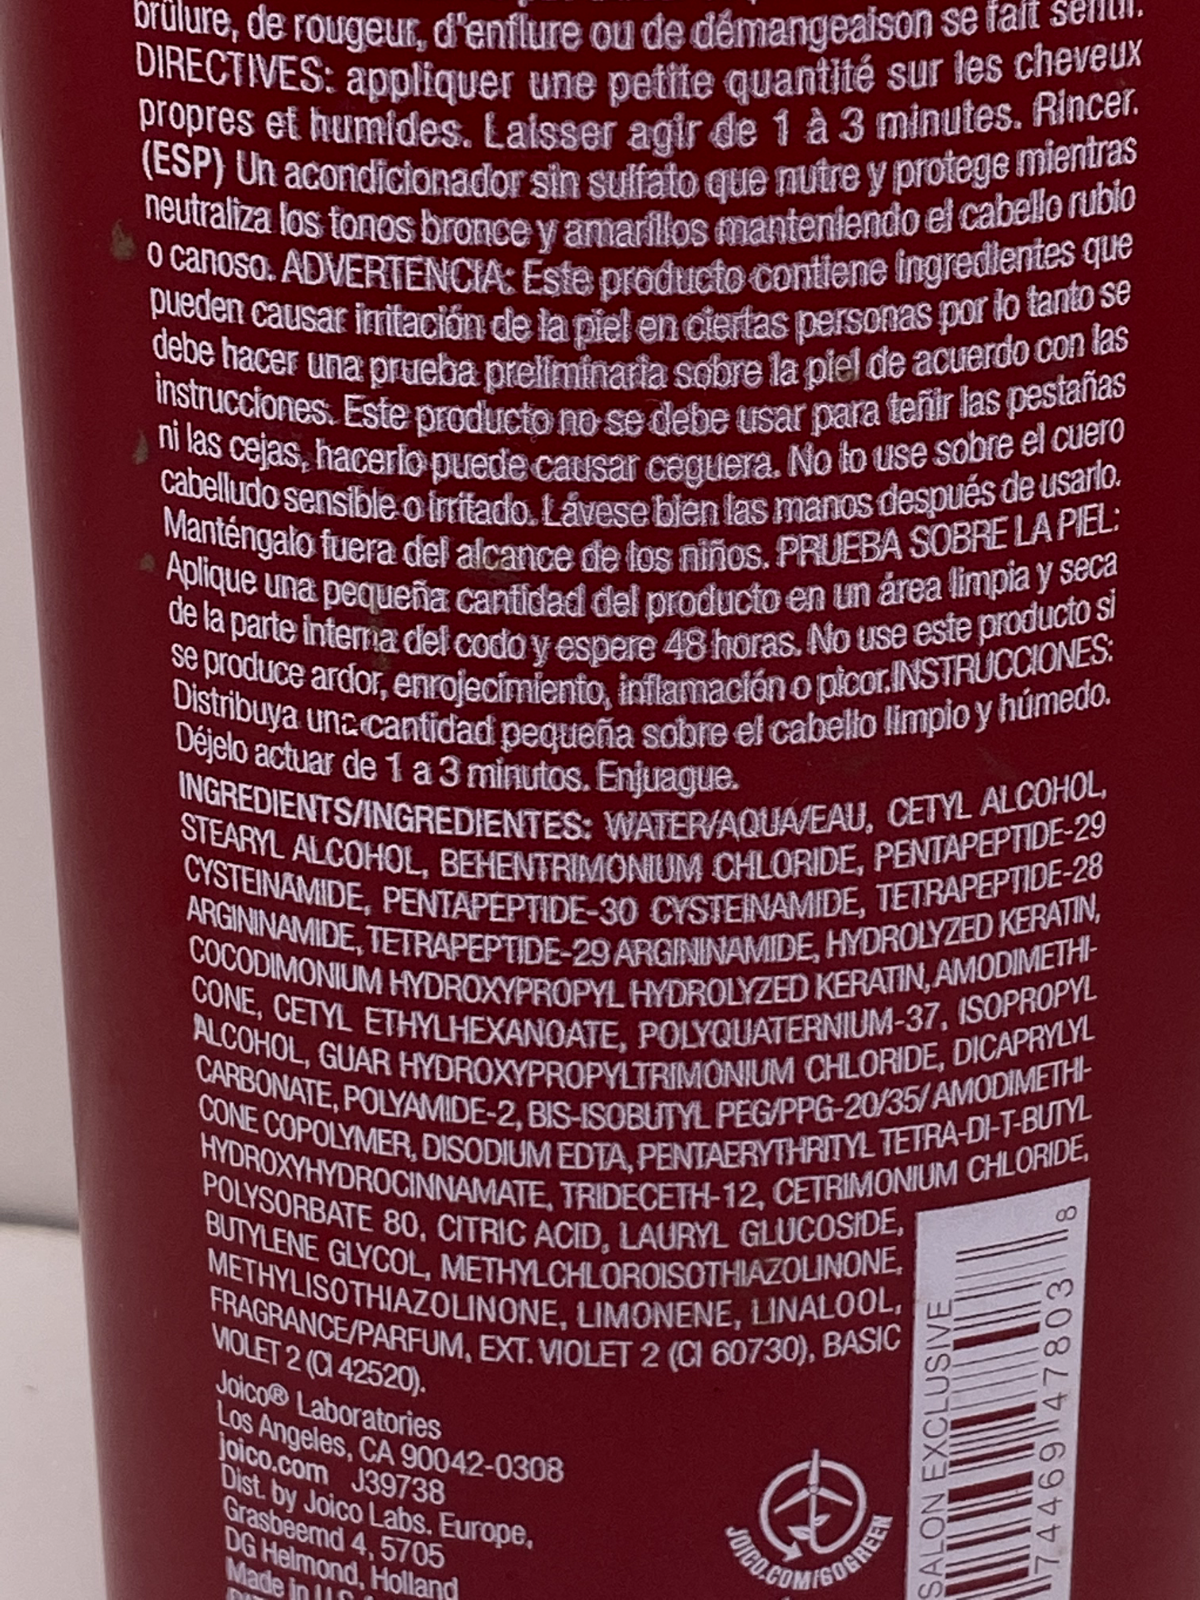 brûlure, de rougeur, d'enflure ou de démangeaison se fait sentir.
DIRECTIVES: appliquer une petite quantité sur les cheveux
propres et humides. Laisser agir de 1 à 3 minutes. Rincer.
(ESP) Un acondicionador sin sulfato que nutre y protege mientras
neutraliza los tonos bronce y amarillos manteniendo el cabello rubio
o canoso. ADVERTENCIA: Este producto contiene ingredientes que
pueden causar irritación de la piel en ciertas personas por lo tanto se
debe hacer una prueba preliminaria sobre la piel de acuerdo con las
instrucciones. Este producto no se debe usar para teñir las pestañas
ni las cejas, hacerlo puede causar ceguera. No lo use sobre el cuero
cabelludo sensible o irritado. Lávese bien las manos después de usarlo.
Manténgalo fuera del alcance de los niños. PRUEBA SOBRE LA PIEL:
Aplique una pequeña cantidad del producto en un área limpia y seca
de la parte interna del codo y espere 48 horas. No use este producto si
se produce ardor, enrojecimiento, inflamación o picor.INSTRUCCIONES:
Distribuya una cantidad pequeña sobre el cabello limpio y húmedo.
Déjelo actuar de 1 a 3 minutos. Enjuague.
INGREDIENTS/INGREDIENTES: WATER/AQUA/EAU, CETYL ALCOHOL,
STEARYL ALCOHOL, BEHENTRIMONIUM CHLORIDE, PENTAPEPTIDE-29
CYSTEINAMIDE, PENTAPEPTIDE-30 CYSTEINAMIDE, TETRAPEPTIDE-28
ARGININAMIDE, TETRAPEPTIDE-29 ARGININAMIDE, HYDROLYZED KERATIN,
COCODIMONIUM HYDROXYPROPYL HYDROLYZED KERATIN, AMODIMETHI-
CONE, CETYL ETHYLHEXANOATE, POLYQUATERNIUM-37, ISOPROPYL
ALCOHOL, GUAR HYDROXYPROPYLTRIMONIUM CHLORIDE, DICAPRYLYL
CARBONATE, POLYAMIDE-2, BIS-ISOBUTYL PEG/PPG-20/35/AMODIMETHI-
CONE COPOLYMER, DISODIUM EDTA, PENTAERYTHRITYL TETRA-DI-T-BUTYL
HYDROXYHYDROCINNAMATE, TRIDECETH-12, CETRIMONIUM CHLORIDE,
POLYSORBATE 80, CITRIC ACID, LAURYL GLUCOSIDE,
BUTYLENE GLYCOL, METHYLCHLOROISOTHIAZOLINONE,
METHYLISOTHIAZOLINONE, LIMONENE, LINALOOL,
FRAGRANCE/PARFUM, EXT. VIOLET 2 (CI 60730), BASIC
VIOLET 2 (CI 42520).
Joico® Laboratories
Los Angeles, CA 90042-0308
joico.com J39738
Dist. by Joico Labs. Europe,
Grasbeemd 4, 5705
DG Helmond, Holland
Made in U.S.
JOICO.COM/GOGREEN
SALON EXCLUSIVE
74469 47803 8